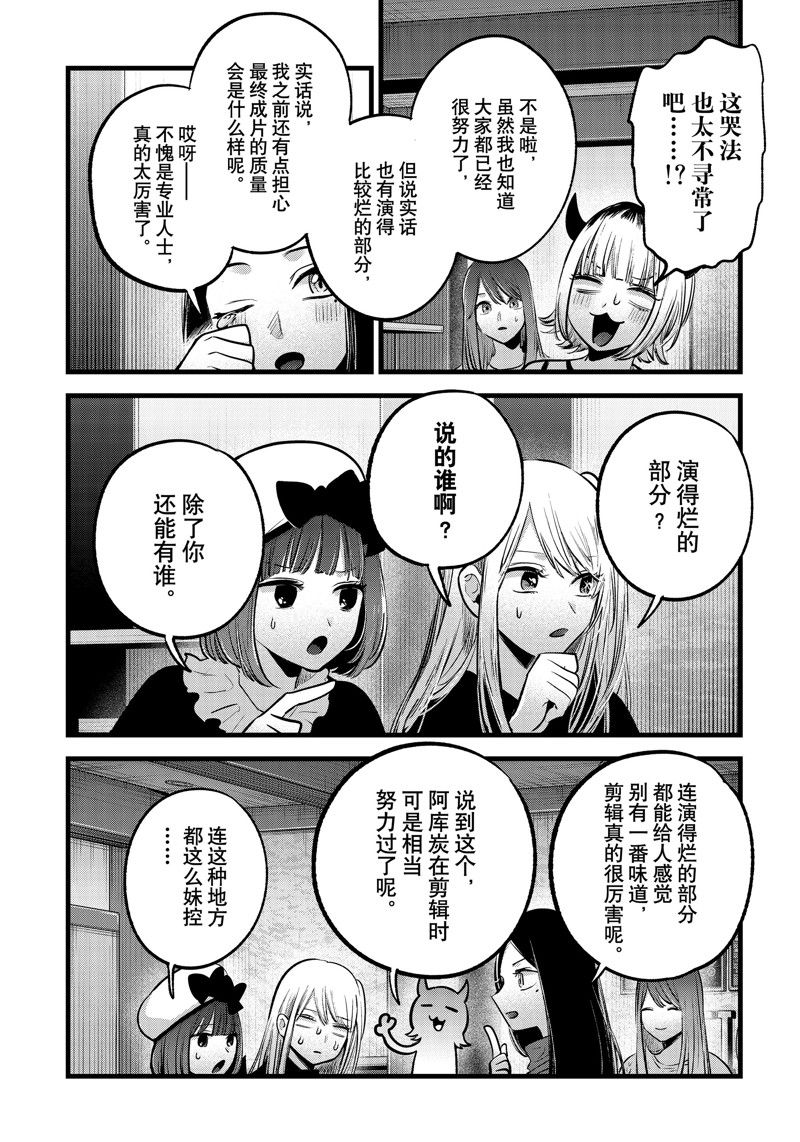 这哭法
也太不寻常了
吧……!?
不是啦，
虽然我也知道
大家都已经
很努力了，
但说实话
也有演得
比较烂的部分，
实话说，
我之前还有点担心
最终成片的质量
会是什么样呢。
哎呀——
不愧是专业人士，
真的太厉害了。
演得烂的
部分？
说的谁啊？
除了你
还能有谁。
连演得烂的部分
都能给人感觉
别有一番味道，
剪辑真的很厉害呢。
说到这个，
阿库炭在剪辑时
可是相当
努力过了呢。
连这种地方
都这么妹控
……